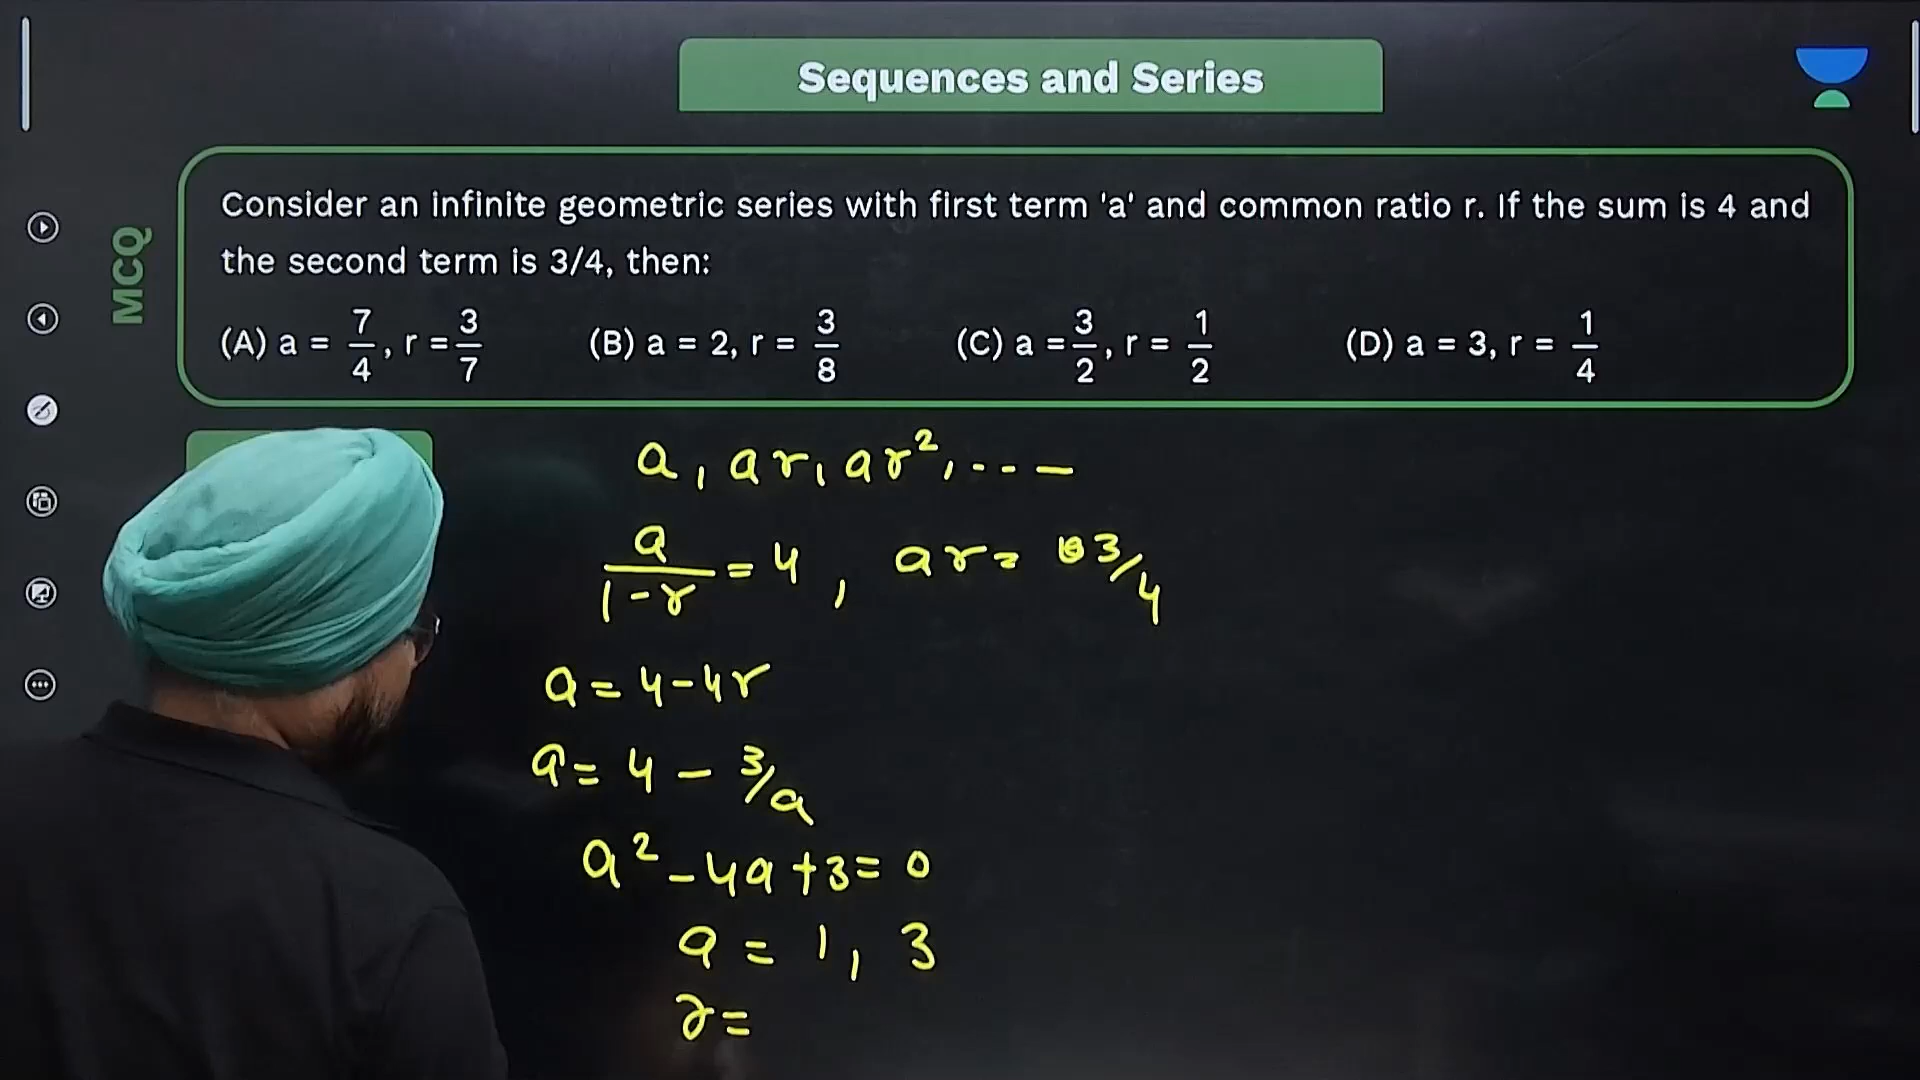 Sequences and Series
MCQ
Consider an infinite geometric series with first term 'a' and common ratio r. If the sum is 4 and
the second term is 3/4, then:
(A) a = 7/4, r = 3/7 (B) a = 2, r = 3/8 (C) a = 3/2, r = 1/2 (D) a = 3, r = 1/4
a, ar, ar², ---
a/(1-r) = 4, ar = 3/4
a = 4-4r
a = 4 - 3/a
a² - 4a + 3 = 0
a = 1, 3
r =